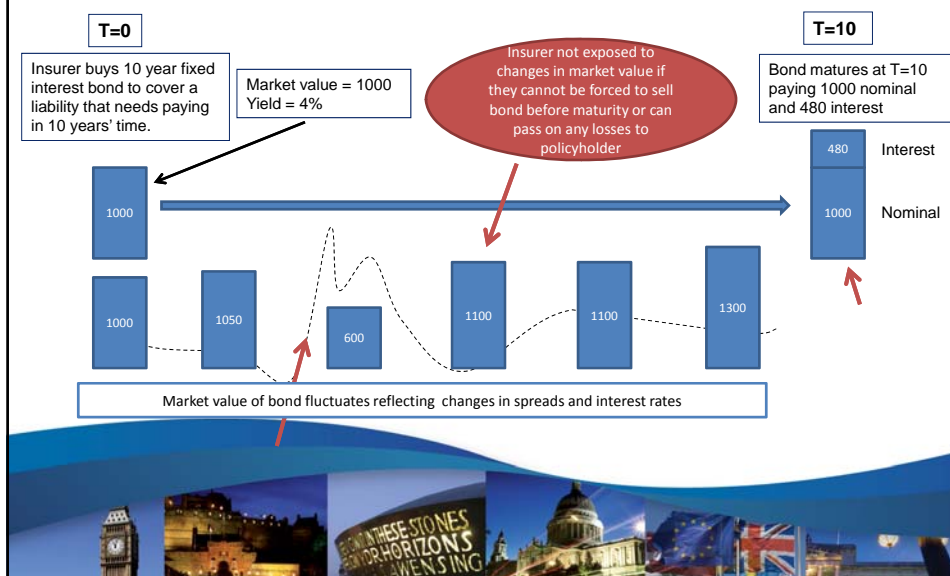 T=0
Insurer buys 10 year fixed
interest bond to cover a
liability that needs paying
in 10 years' time.
Market value = 1000
Yield = 4%
Insurer not exposed to
changes in market value if
they cannot be forced to sell
bond before maturity or can
pass on any losses to
policyholder
T=10
Bond matures at T=10
paying 1000 nominal
and 480 interest
480
Interest
1000
1000
Nominal
1000
1050
600
1100
1100
1300
Market value of bond fluctuates reflecting changes in spreads and interest rates
IN THESE STONES
HORIZONS